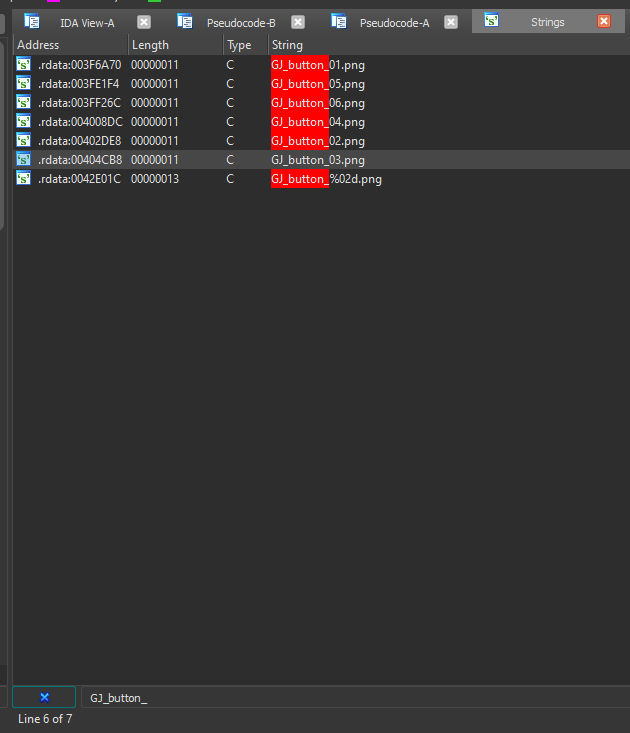 IDA View-A Pseudocode-B Pseudocode-A 's' Strings
Address Length Type String
's' .rdata:003F6A70 00000011 C GJ_button_01.png
's' .rdata:003FE1F4 00000011 C GJ_button_05.png
's' .rdata:003FF26C 00000011 C GJ_button_06.png
's' .rdata:004008DC 00000011 C GJ_button_04.png
's' .rdata:00402DE8 00000011 C GJ_button_02.png
's' .rdata:00404CB8 00000011 C GJ_button_03.png
's' .rdata:0042E01C 00000013 C GJ_button_%02d.png
GJ_button_
Line 6 of 7